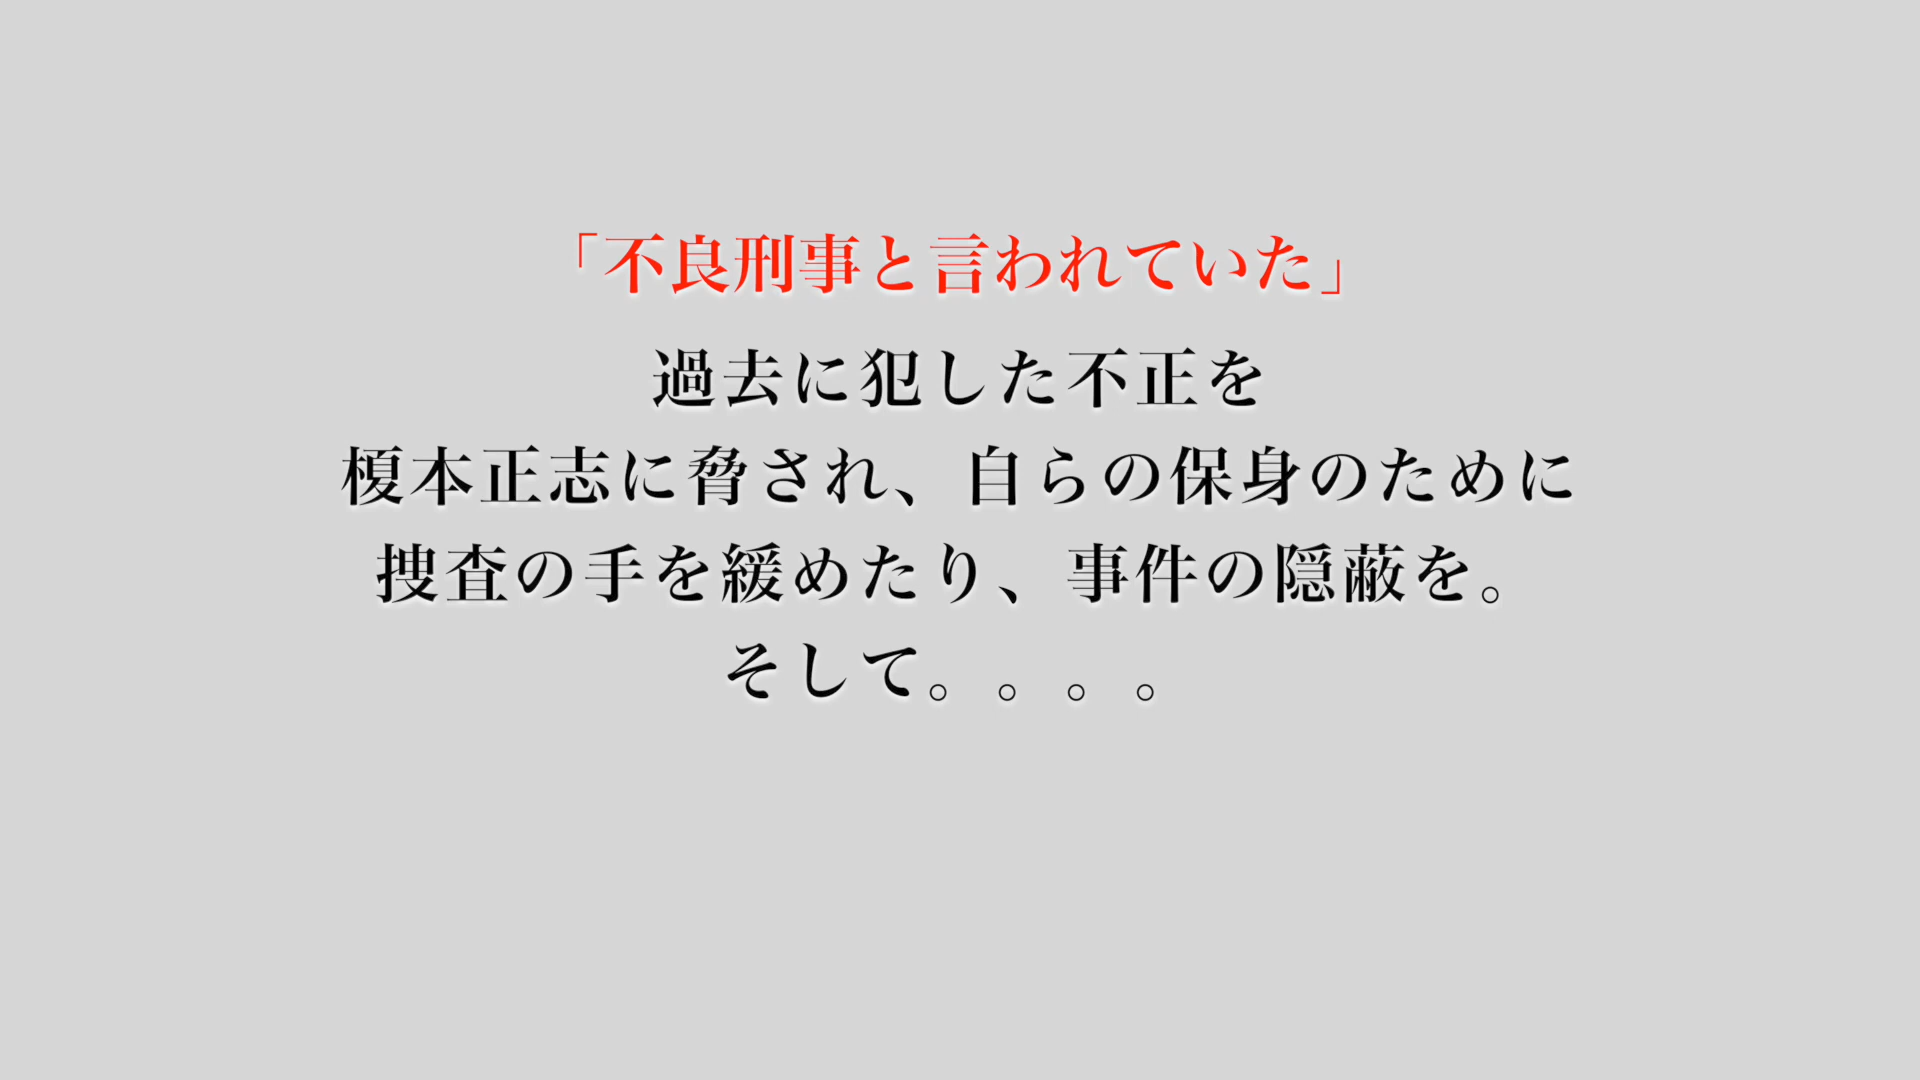 「不良刑事と言われていた」
過去に犯した不正を
榎本正志に脅され、自らの保身のために
捜査の手を緩めたり、事件の隠蔽を。
そして。。。。